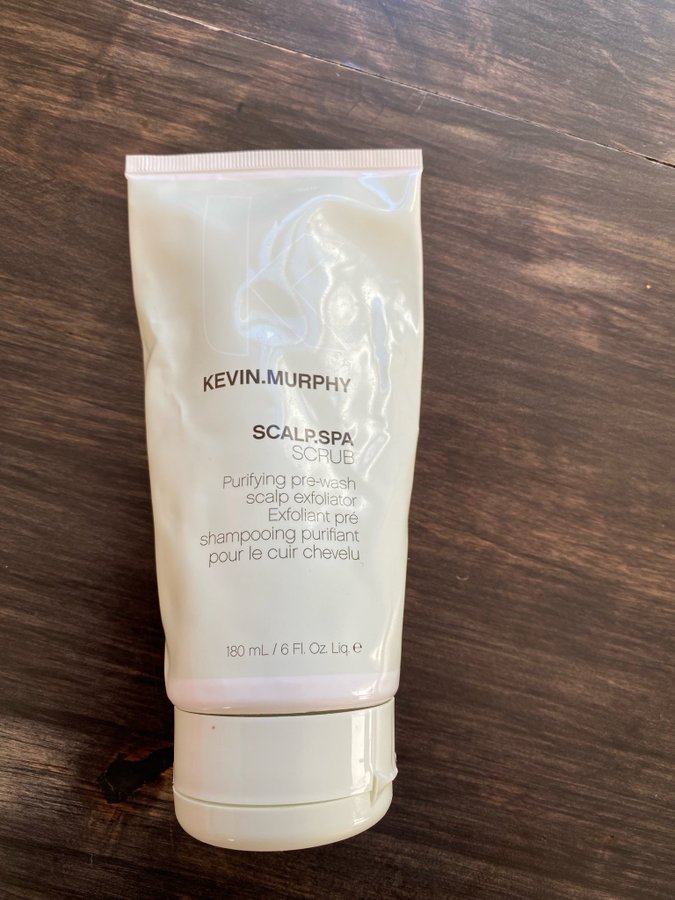 KEVIN.MURPHY
SCALP.SPA
SCRUB
Purifying pre-wash
scalp exfoliator
Exfoliant pré
shampooing purifiant
pour le cuir chevelu
180 mL / 6 Fl. Oz. Liq. ℮